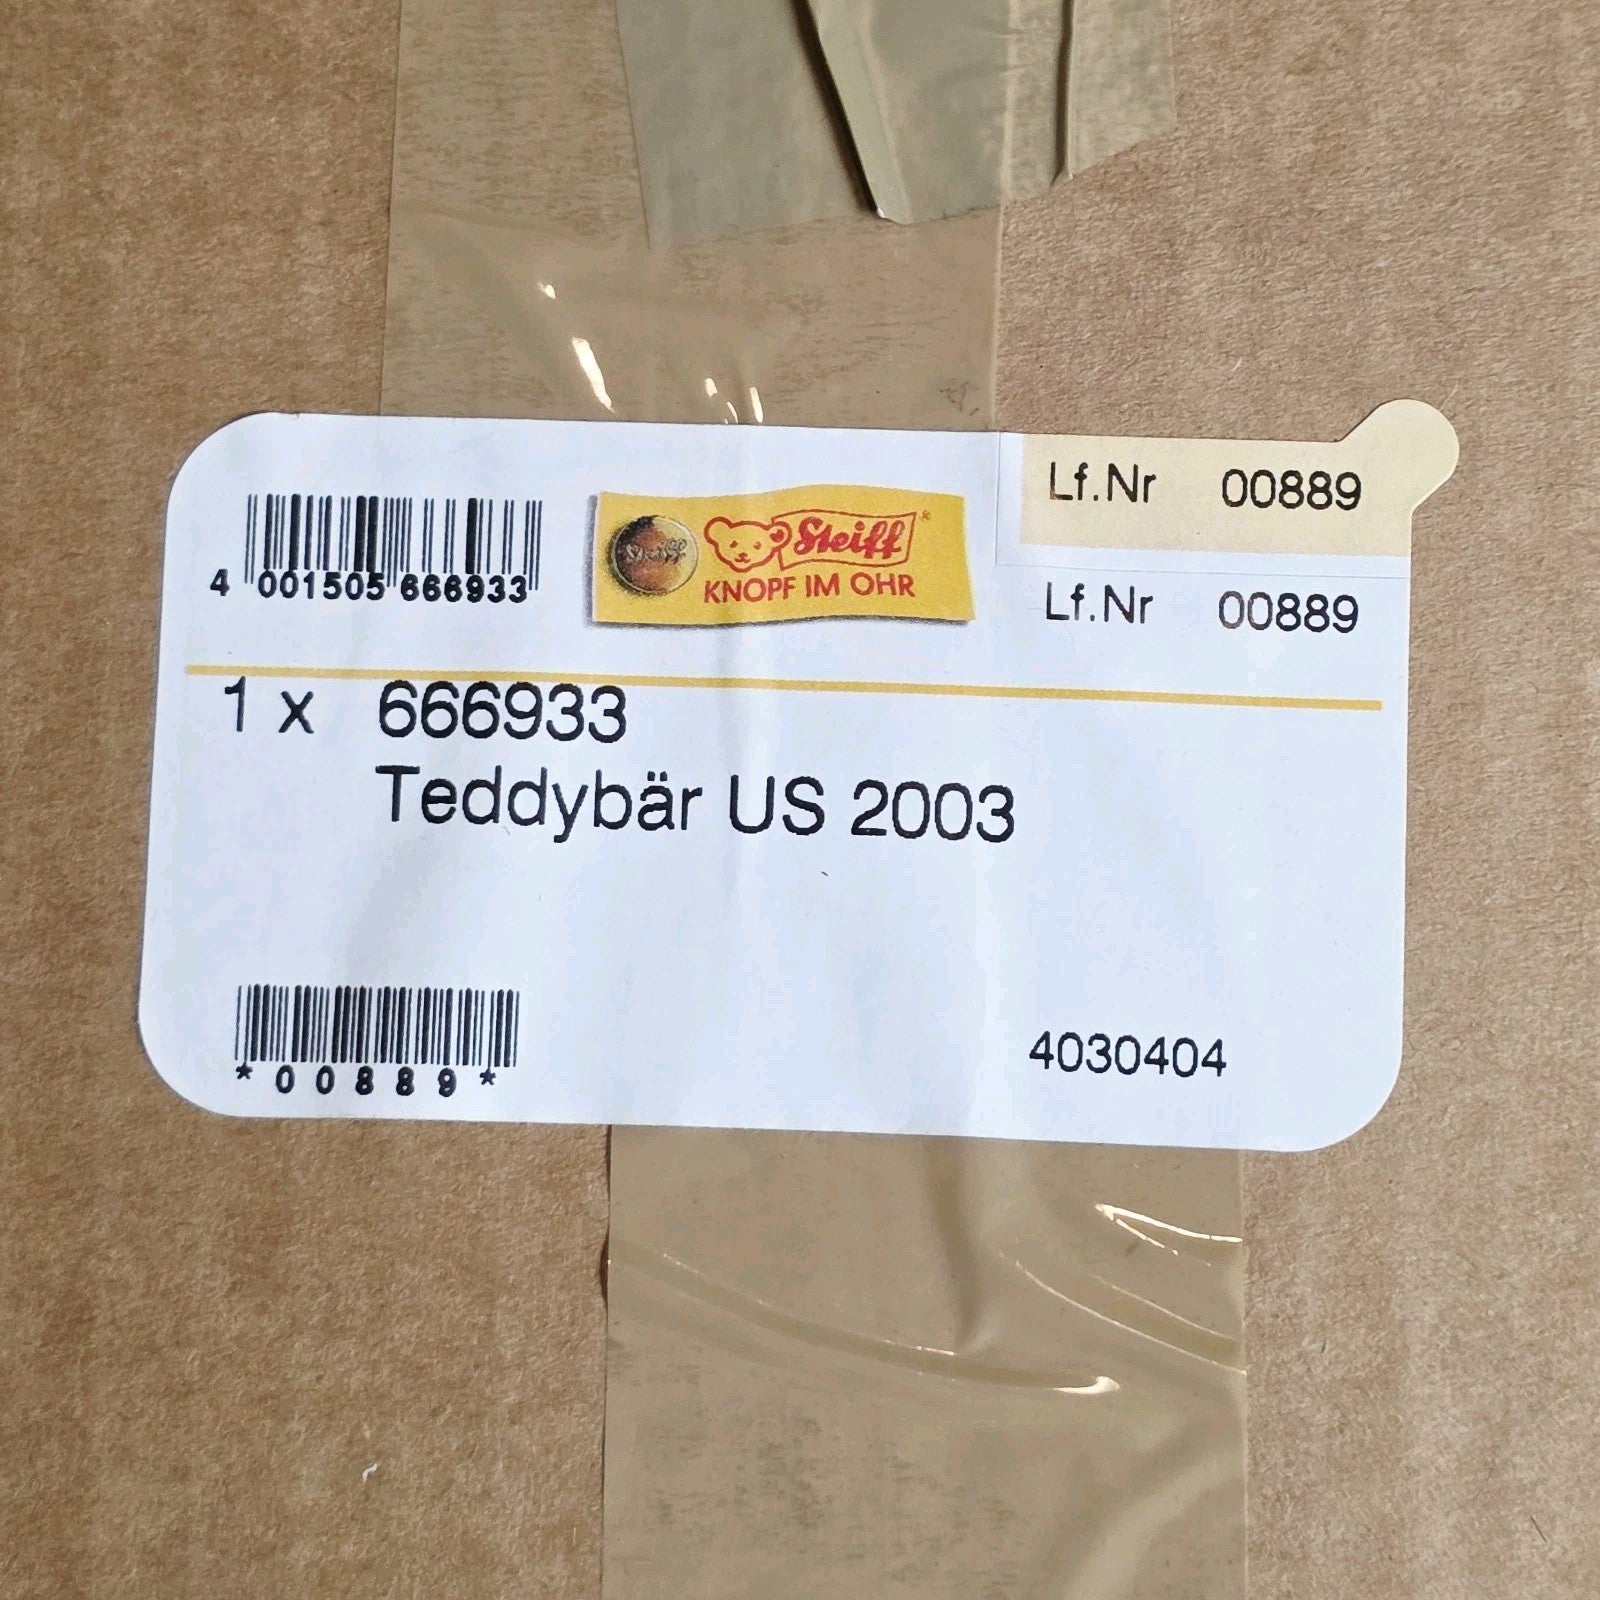 Lf.Nr 00889
4 001505 666933
Steiff
Steiff®
KNOPF IM OHR
Lf.Nr 00889
1 x 666933
Teddybär US 2003
*00889*
4030404